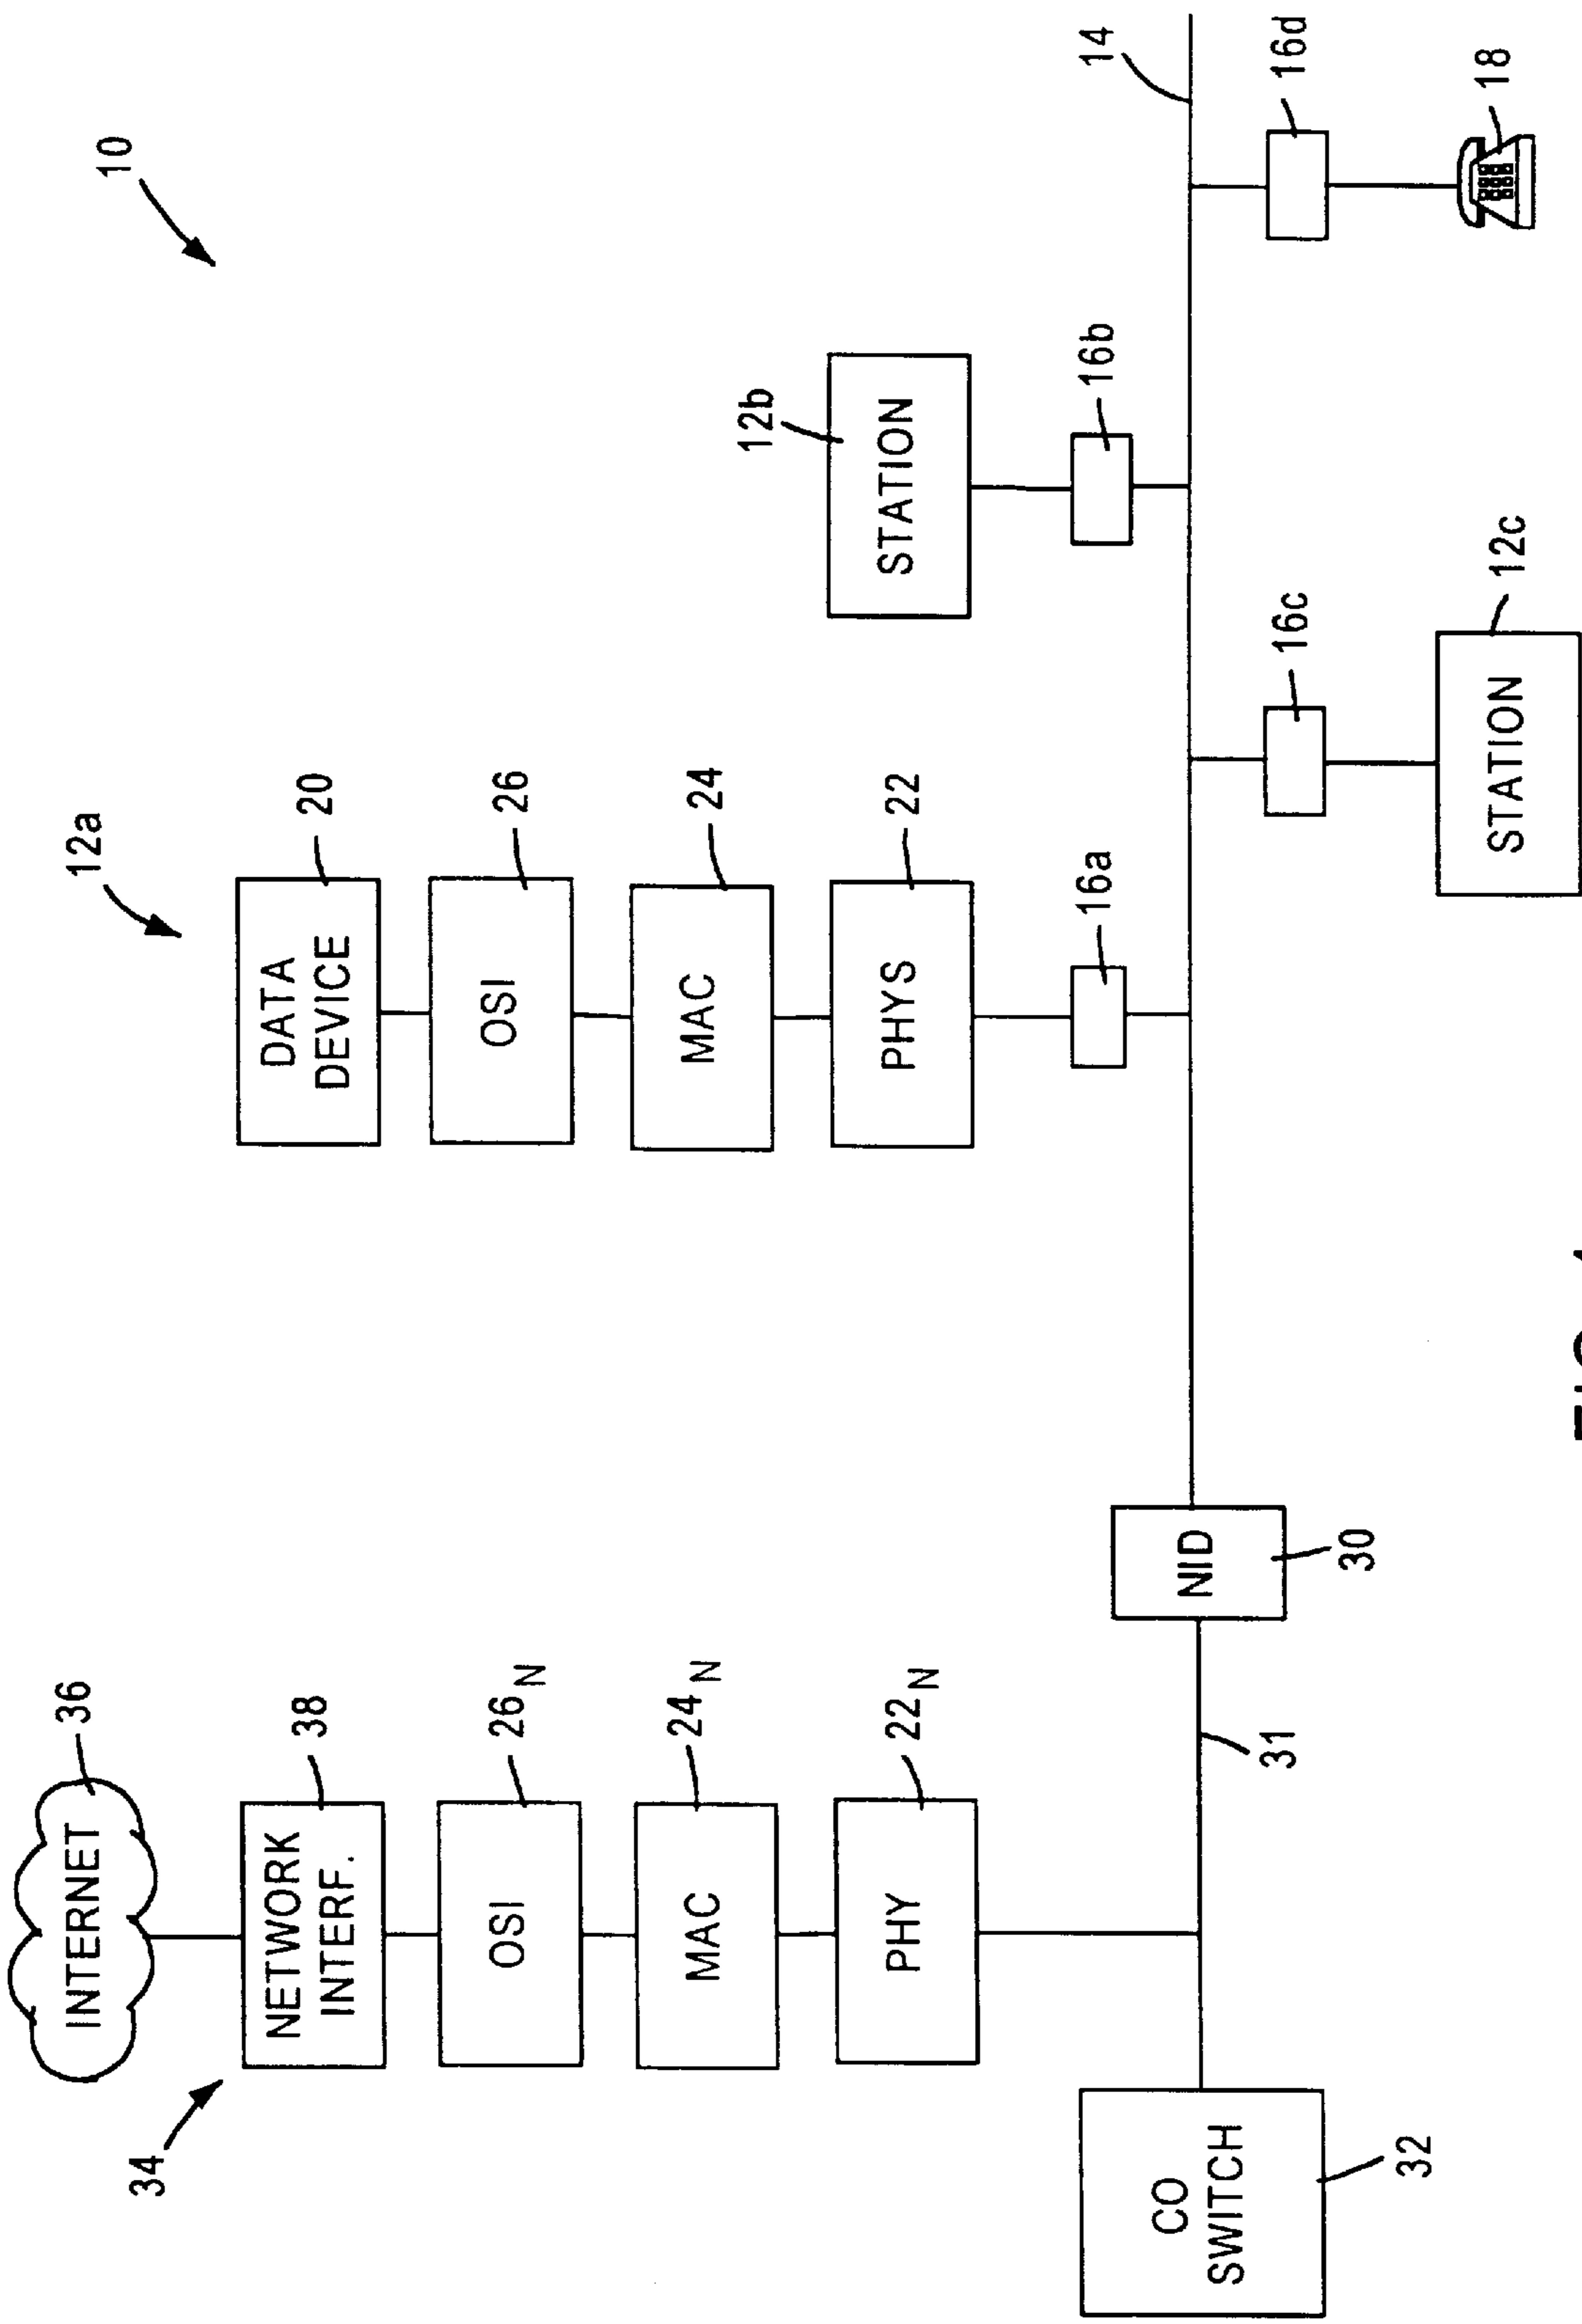 10
INTERNET
36
34
NETWORK
INTERF.
38
OSI
26N
MAC
24N
PHY
22N
CO
SWITCH
32
31
NID
30
12a
DATA
DEVICE
20
OSI
26
MAC
24
PHYS
22
16a
STATION
12b
16b
14
16c
STATION
12c
16d
18